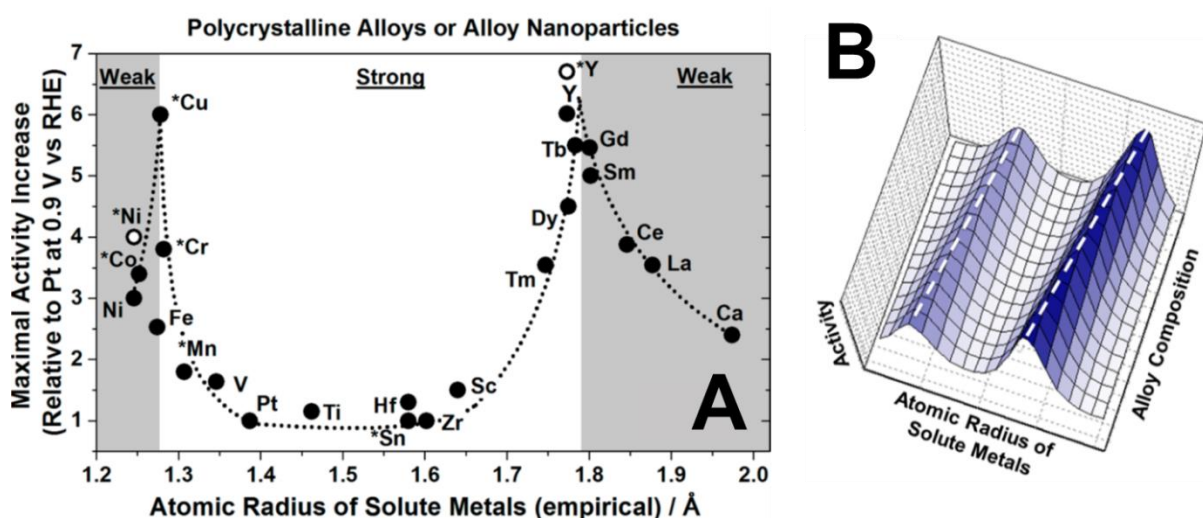 Polycrystalline Alloys or Alloy Nanoparticles
Maximal Activity Increase
(Relative to Pt at 0.9 V vs RHE)
7
6
5
4
3
2
1
Weak
Strong
Weak
*Cu
*Ni
*Co
Ni
*Cr
Fe
*Mn
V
Pt
Ti
Hf
*Sn
Zr
Sc
Tm
Dy
Tb
Y
*Y
Gd
Sm
Ce
La
Ca
A
1.2 1.3 1.4 1.5 1.6 1.7 1.8 1.9 2.0
Atomic Radius of Solute Metals (empirical) / Å
B
Activity
Atomic Radius of
Solute Metals
Alloy Composition